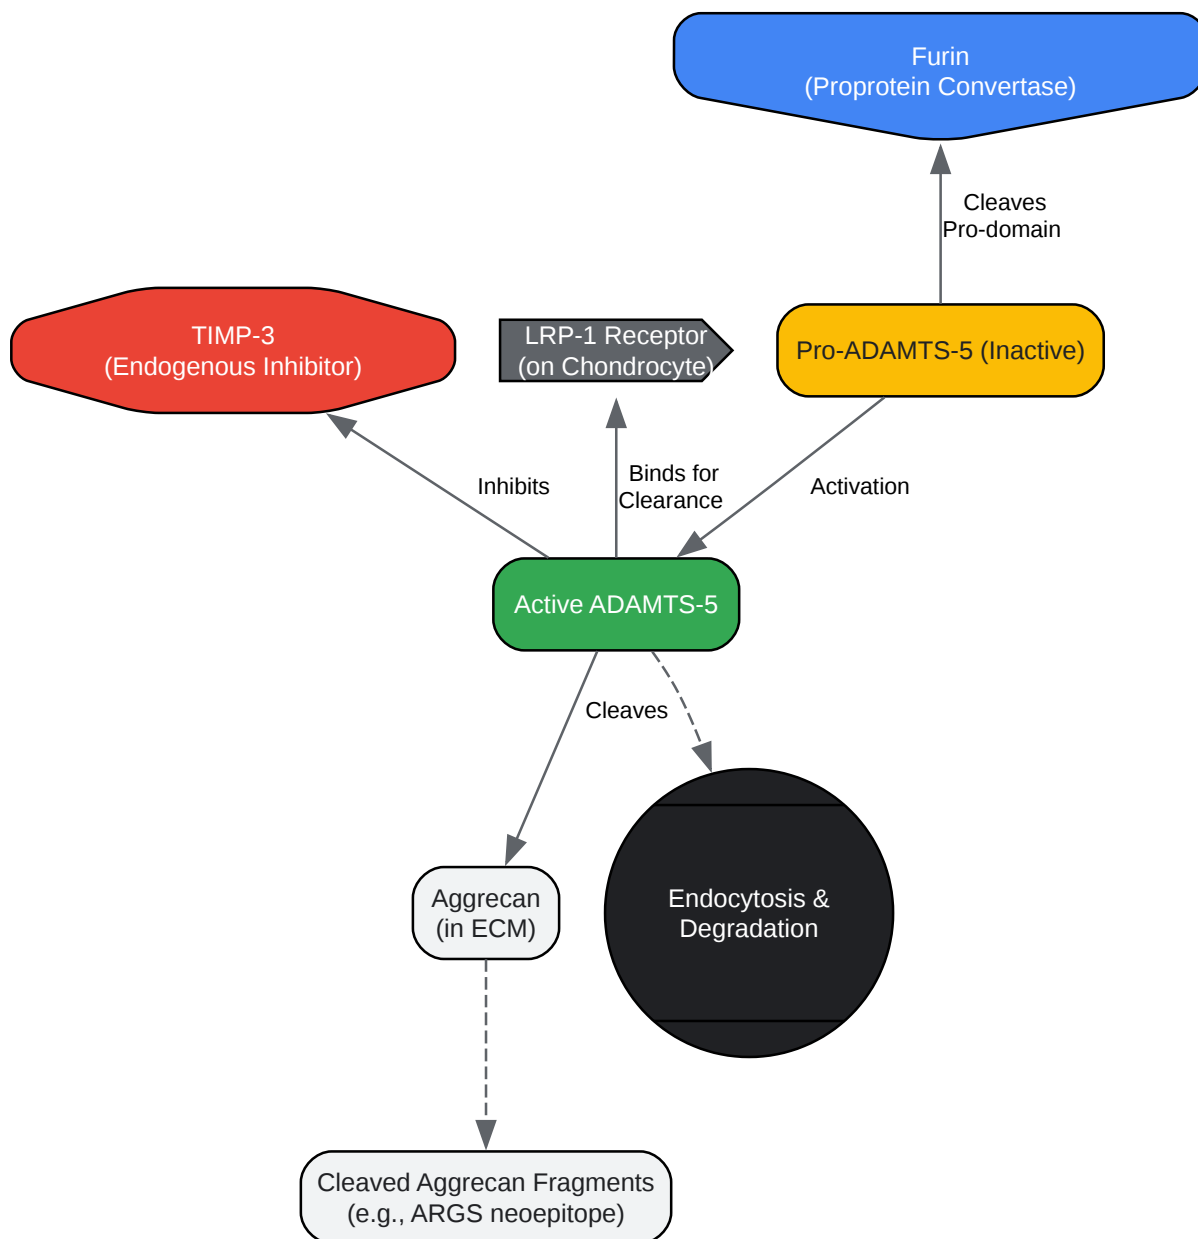 Furin
(Proprotein Convertase)
Cleaves
Pro-domain
TIMP-3
(Endogenous Inhibitor)
LRP-1 Receptor
(on Chondrocyte)
Pro-ADAMTS-5 (Inactive)
Inhibits
Binds for
Clearance
Activation
Active ADAMTS-5
Cleaves
Aggrecan
(in ECM)
Endocytosis &
Degradation
Cleaved Aggrecan Fragments
(e.g., ARGS neoepitope)